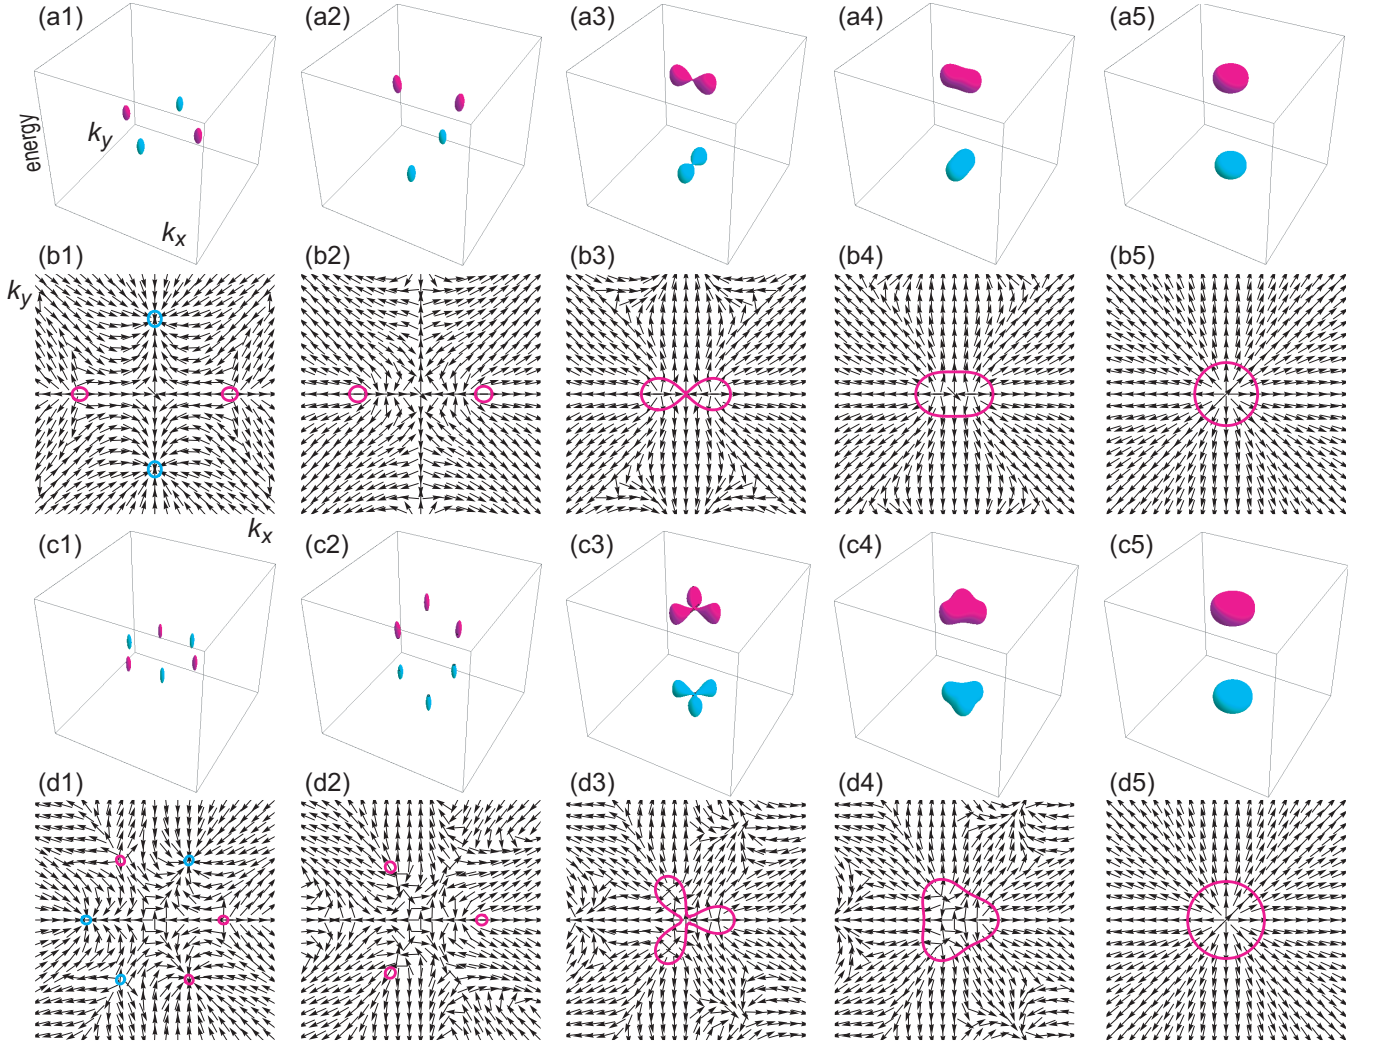 (a1) (a2) (a3) (a4) (a5)
energy
k_y
k_x
(b1) (b2) (b3) (b4) (b5)
k_y
k_x
(c1) (c2) (c3) (c4) (c5)
(d1) (d2) (d3) (d4) (d5)